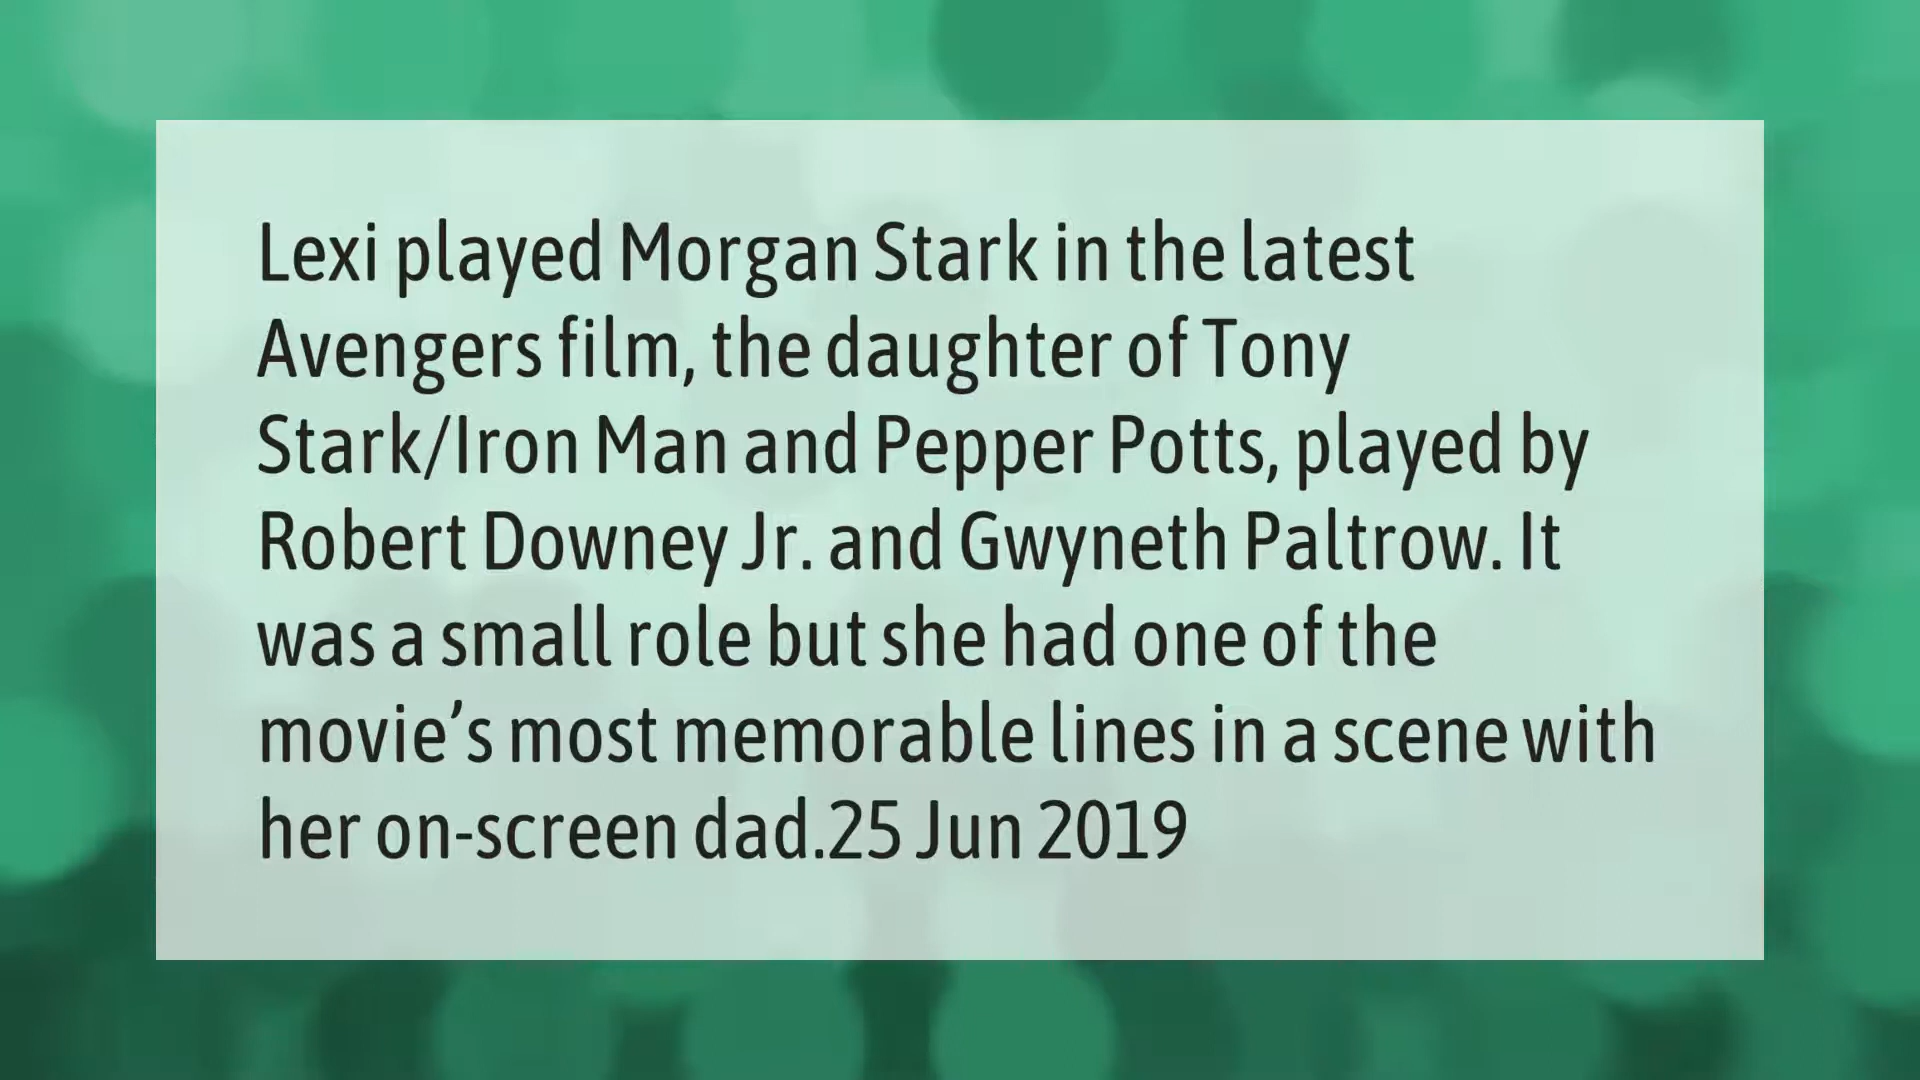 Lexi played Morgan Stark in the latest
Avengers film, the daughter of Tony
Stark/Iron Man and Pepper Potts, played by
Robert Downey Jr. and Gwyneth Paltrow. It
was a small role but she had one of the
movie’s most memorable lines in a scene with
her on-screen dad.25 Jun 2019